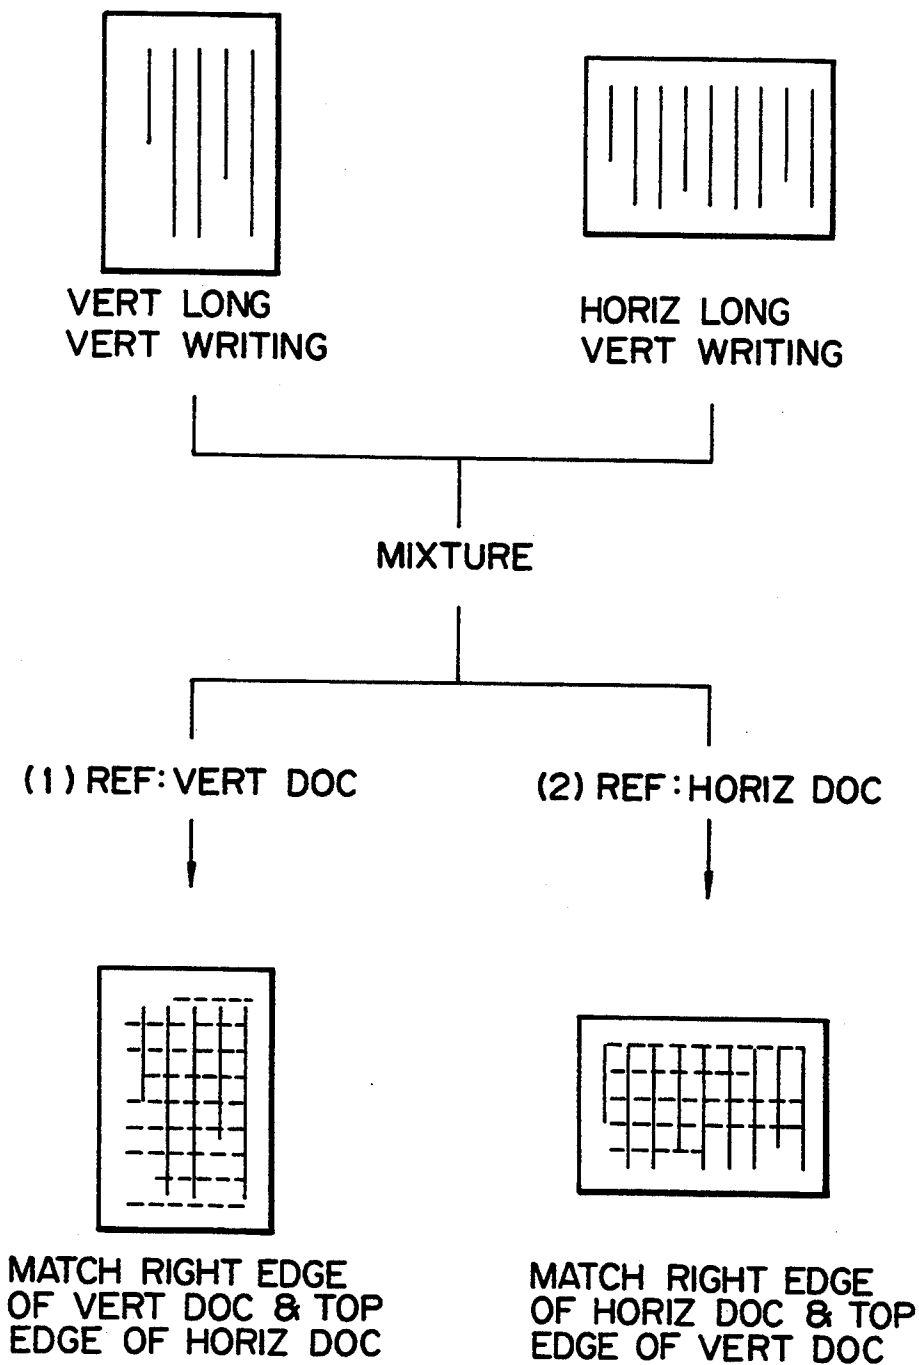 VERT LONG
VERT WRITING
HORIZ LONG
VERT WRITING
MIXTURE
(1) REF: VERT DOC
(2) REF: HORIZ DOC
MATCH RIGHT EDGE
OF VERT DOC & TOP
EDGE OF HORIZ DOC
MATCH RIGHT EDGE
OF HORIZ DOC & TOP
EDGE OF VERT DOC